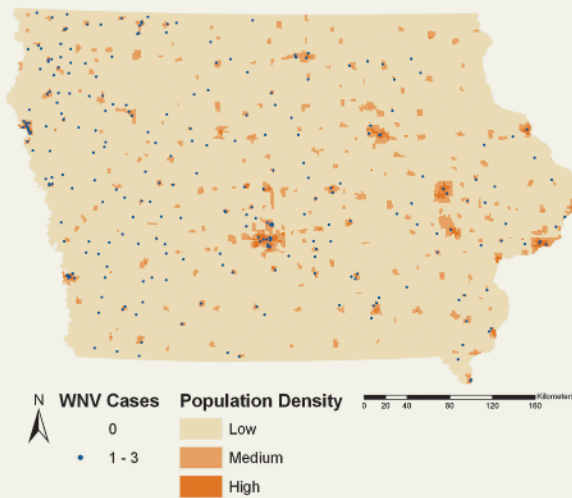 N
WNV Cases
0
1 - 3
Population Density
Low
Medium
High
Kilometers
0 20 40 80 120 160